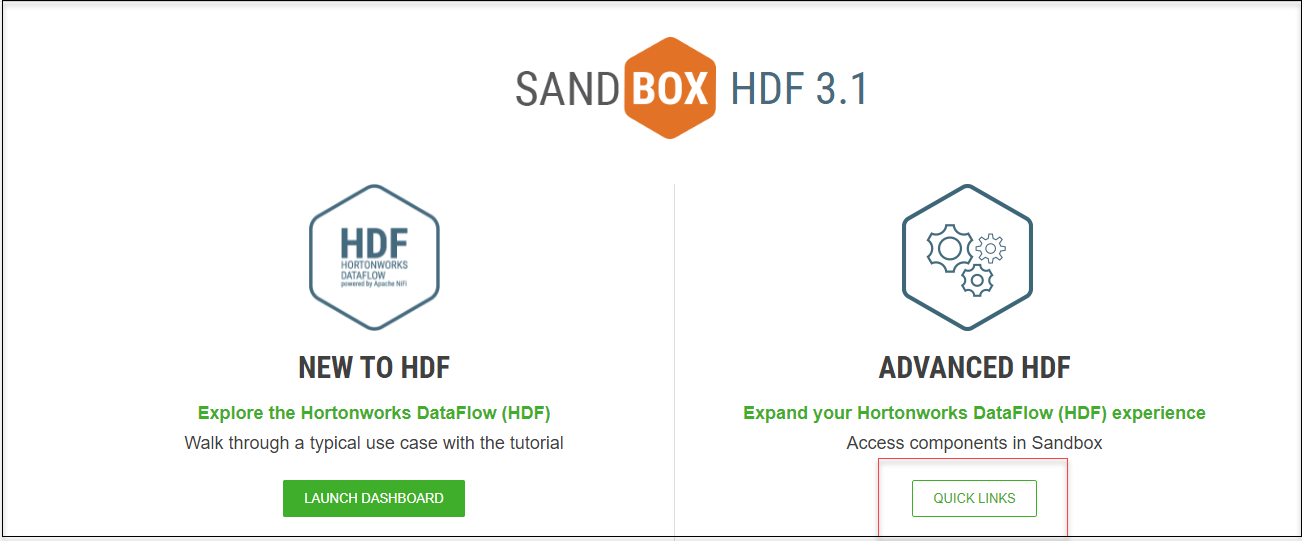 SANDBOX HDF 3.1
HDF
HORTONWORKS
DATAFLOW
powered by Apache NiFi
NEW TO HDF
Explore the Hortonworks DataFlow (HDF)
Walk through a typical use case with the tutorial
LAUNCH DASHBOARD
ADVANCED HDF
Expand your Hortonworks DataFlow (HDF) experience
Access components in Sandbox
QUICK LINKS